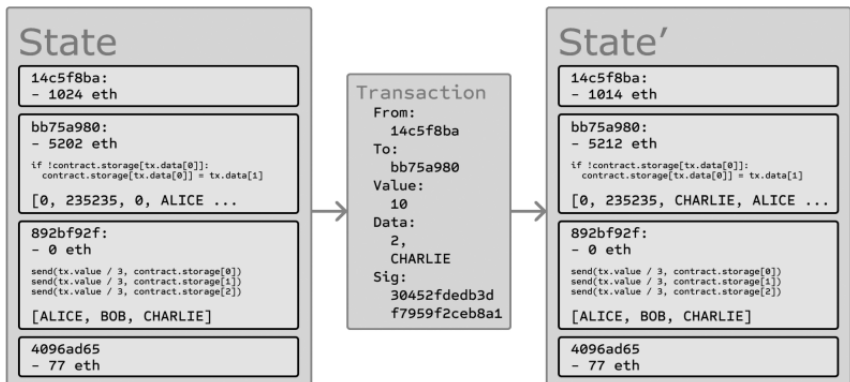 State
14c5f8ba:
- 1024 eth
bb75a980:
- 5202 eth
if !contract.storage[tx.data[0]]:
contract.storage[tx.data[0]] = tx.data[1]
[0, 235235, 0, ALICE ...
892bf92f:
- 0 eth
send(tx.value / 3, contract.storage[0])
send(tx.value / 3, contract.storage[1])
send(tx.value / 3, contract.storage[2])
[ALICE, BOB, CHARLIE]
4096ad65
- 77 eth
Transaction
From:
14c5f8ba
To:
bb75a980
Value:
10
Data:
2,
CHARLIE
Sig:
30452fdedb3d
f7959f2ceb8a1
State′
14c5f8ba:
- 1014 eth
bb75a980:
- 5212 eth
if !contract.storage[tx.data[0]]:
contract.storage[tx.data[0]] = tx.data[1]
[0, 235235, CHARLIE, ALICE ...
892bf92f:
- 0 eth
send(tx.value / 3, contract.storage[0])
send(tx.value / 3, contract.storage[1])
send(tx.value / 3, contract.storage[2])
[ALICE, BOB, CHARLIE]
4096ad65
- 77 eth